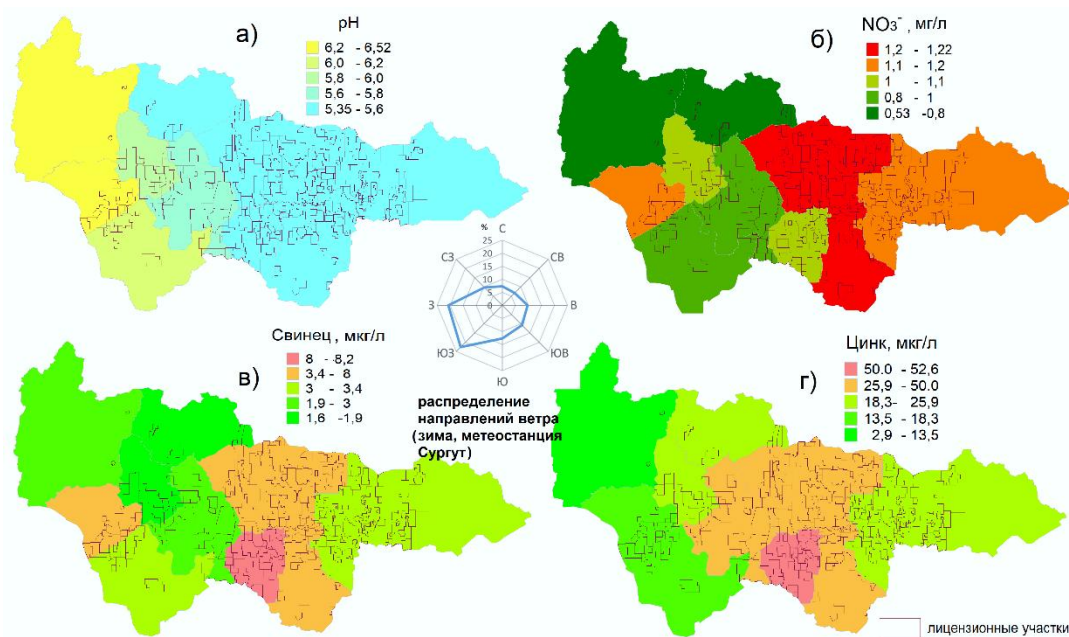 а)
pH
6,2 - 6,52
6,0 - 6,2
5,8 - 6,0
5,6 - 5,8
5,35 - 5,6
б)
NO₃⁻ , мг/л
1,2 - 1,22
1,1 - 1,2
1 - 1,1
0,8 - 1
0,53 - 0,8
%
25
20
15
10
5
0
С
СВ
В
ЮВ
Ю
ЮЗ
З
СЗ
распределение
направлений ветра
(зима, метеостанция
Сургут)
в)
Свинец , мкг/л
8 - 8,2
3,4 - 8
3 - 3,4
1,9 - 3
1,6 -1,9
г)
Цинк, мкг/л
50.0 - 52,6
25,9 - 50.0
18,3- 25,9
13,5 - 18,3
2,9 - 13,5
лицензионные участки